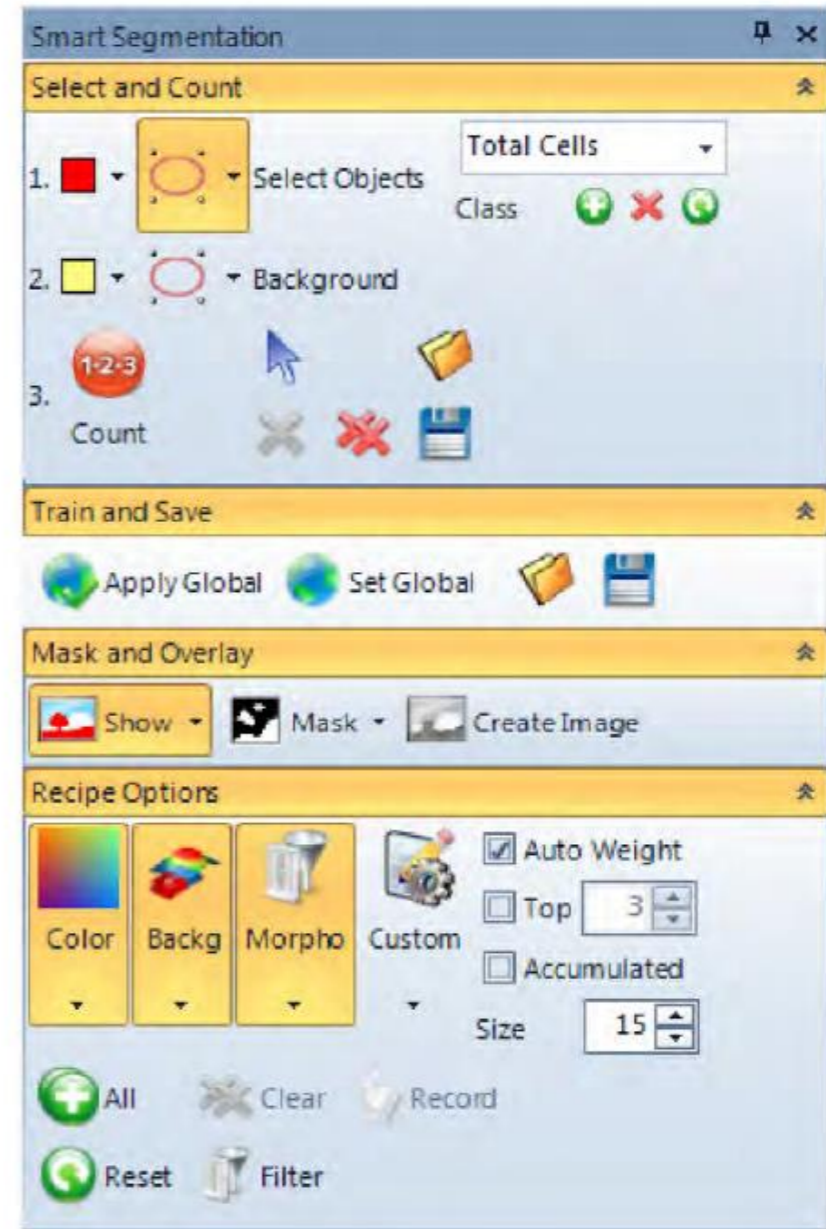 Smart Segmentation
Select and Count
Total Cells
1. Select Objects
Class
2. Background
1·2·3
3.
Count
Train and Save
Apply Global Set Global
Mask and Overlay
Show Mask Create Image
Recipe Options
Auto Weight
Top 3
Color Backg Morpho Custom
Accumulated
Size 15
All Clear Record
Reset Filter